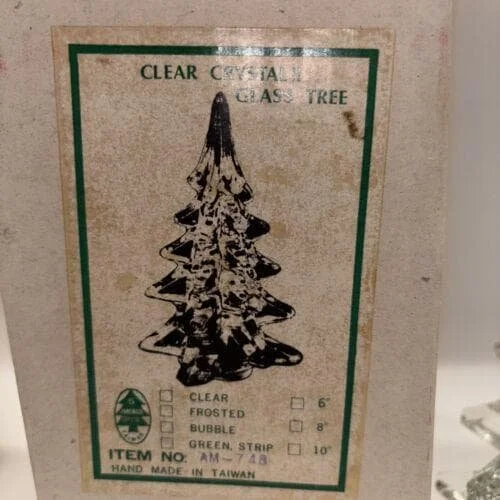 CLEAR CRYSTAL
GLASS TREE
CLEAR
FROSTED
BUBBLE
GREEN, STRIP
6"
8"
10"
ITEM NO: AM-748
HAND MADE IN TAIWAN